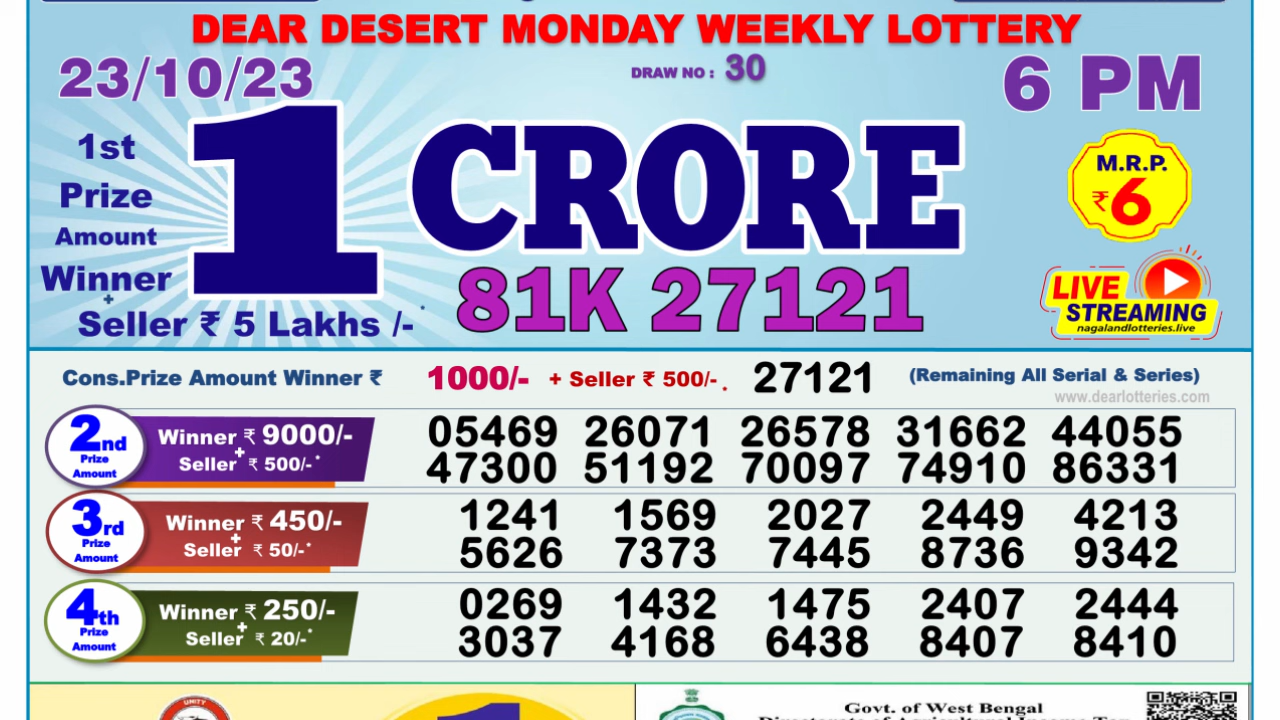 DEAR DESERT MONDAY WEEKLY LOTTERY
23/10/23
DRAW NO : 30
6 PM
1st
Prize
Amount
Winner
+
Seller ₹ 5 Lakhs /- *
1 CRORE
81K 27121
M.R.P.
₹6
LIVE
STREAMING
nagalandlotteries.live
Cons.Prize Amount Winner ₹ 1000/- + Seller ₹ 500/- . 27121 (Remaining All Serial & Series)
www.dearlotteries.com
2nd Prize Amount
Winner ₹ 9000/-
+
Seller ₹ 500/- *
05469 26071 26578 31662 44055
47300 51192 70097 74910 86331
3rd Prize Amount
Winner ₹ 450/-
+
Seller ₹ 50/- *
1241 1569 2027 2449 4213
5626 7373 7445 8736 9342
4th Prize Amount
Winner ₹ 250/-
+
Seller ₹ 20/- *
0269 1432 1475 2407 2444
3037 4168 6438 8407 8410
UNITY
Govt. of West Bengal